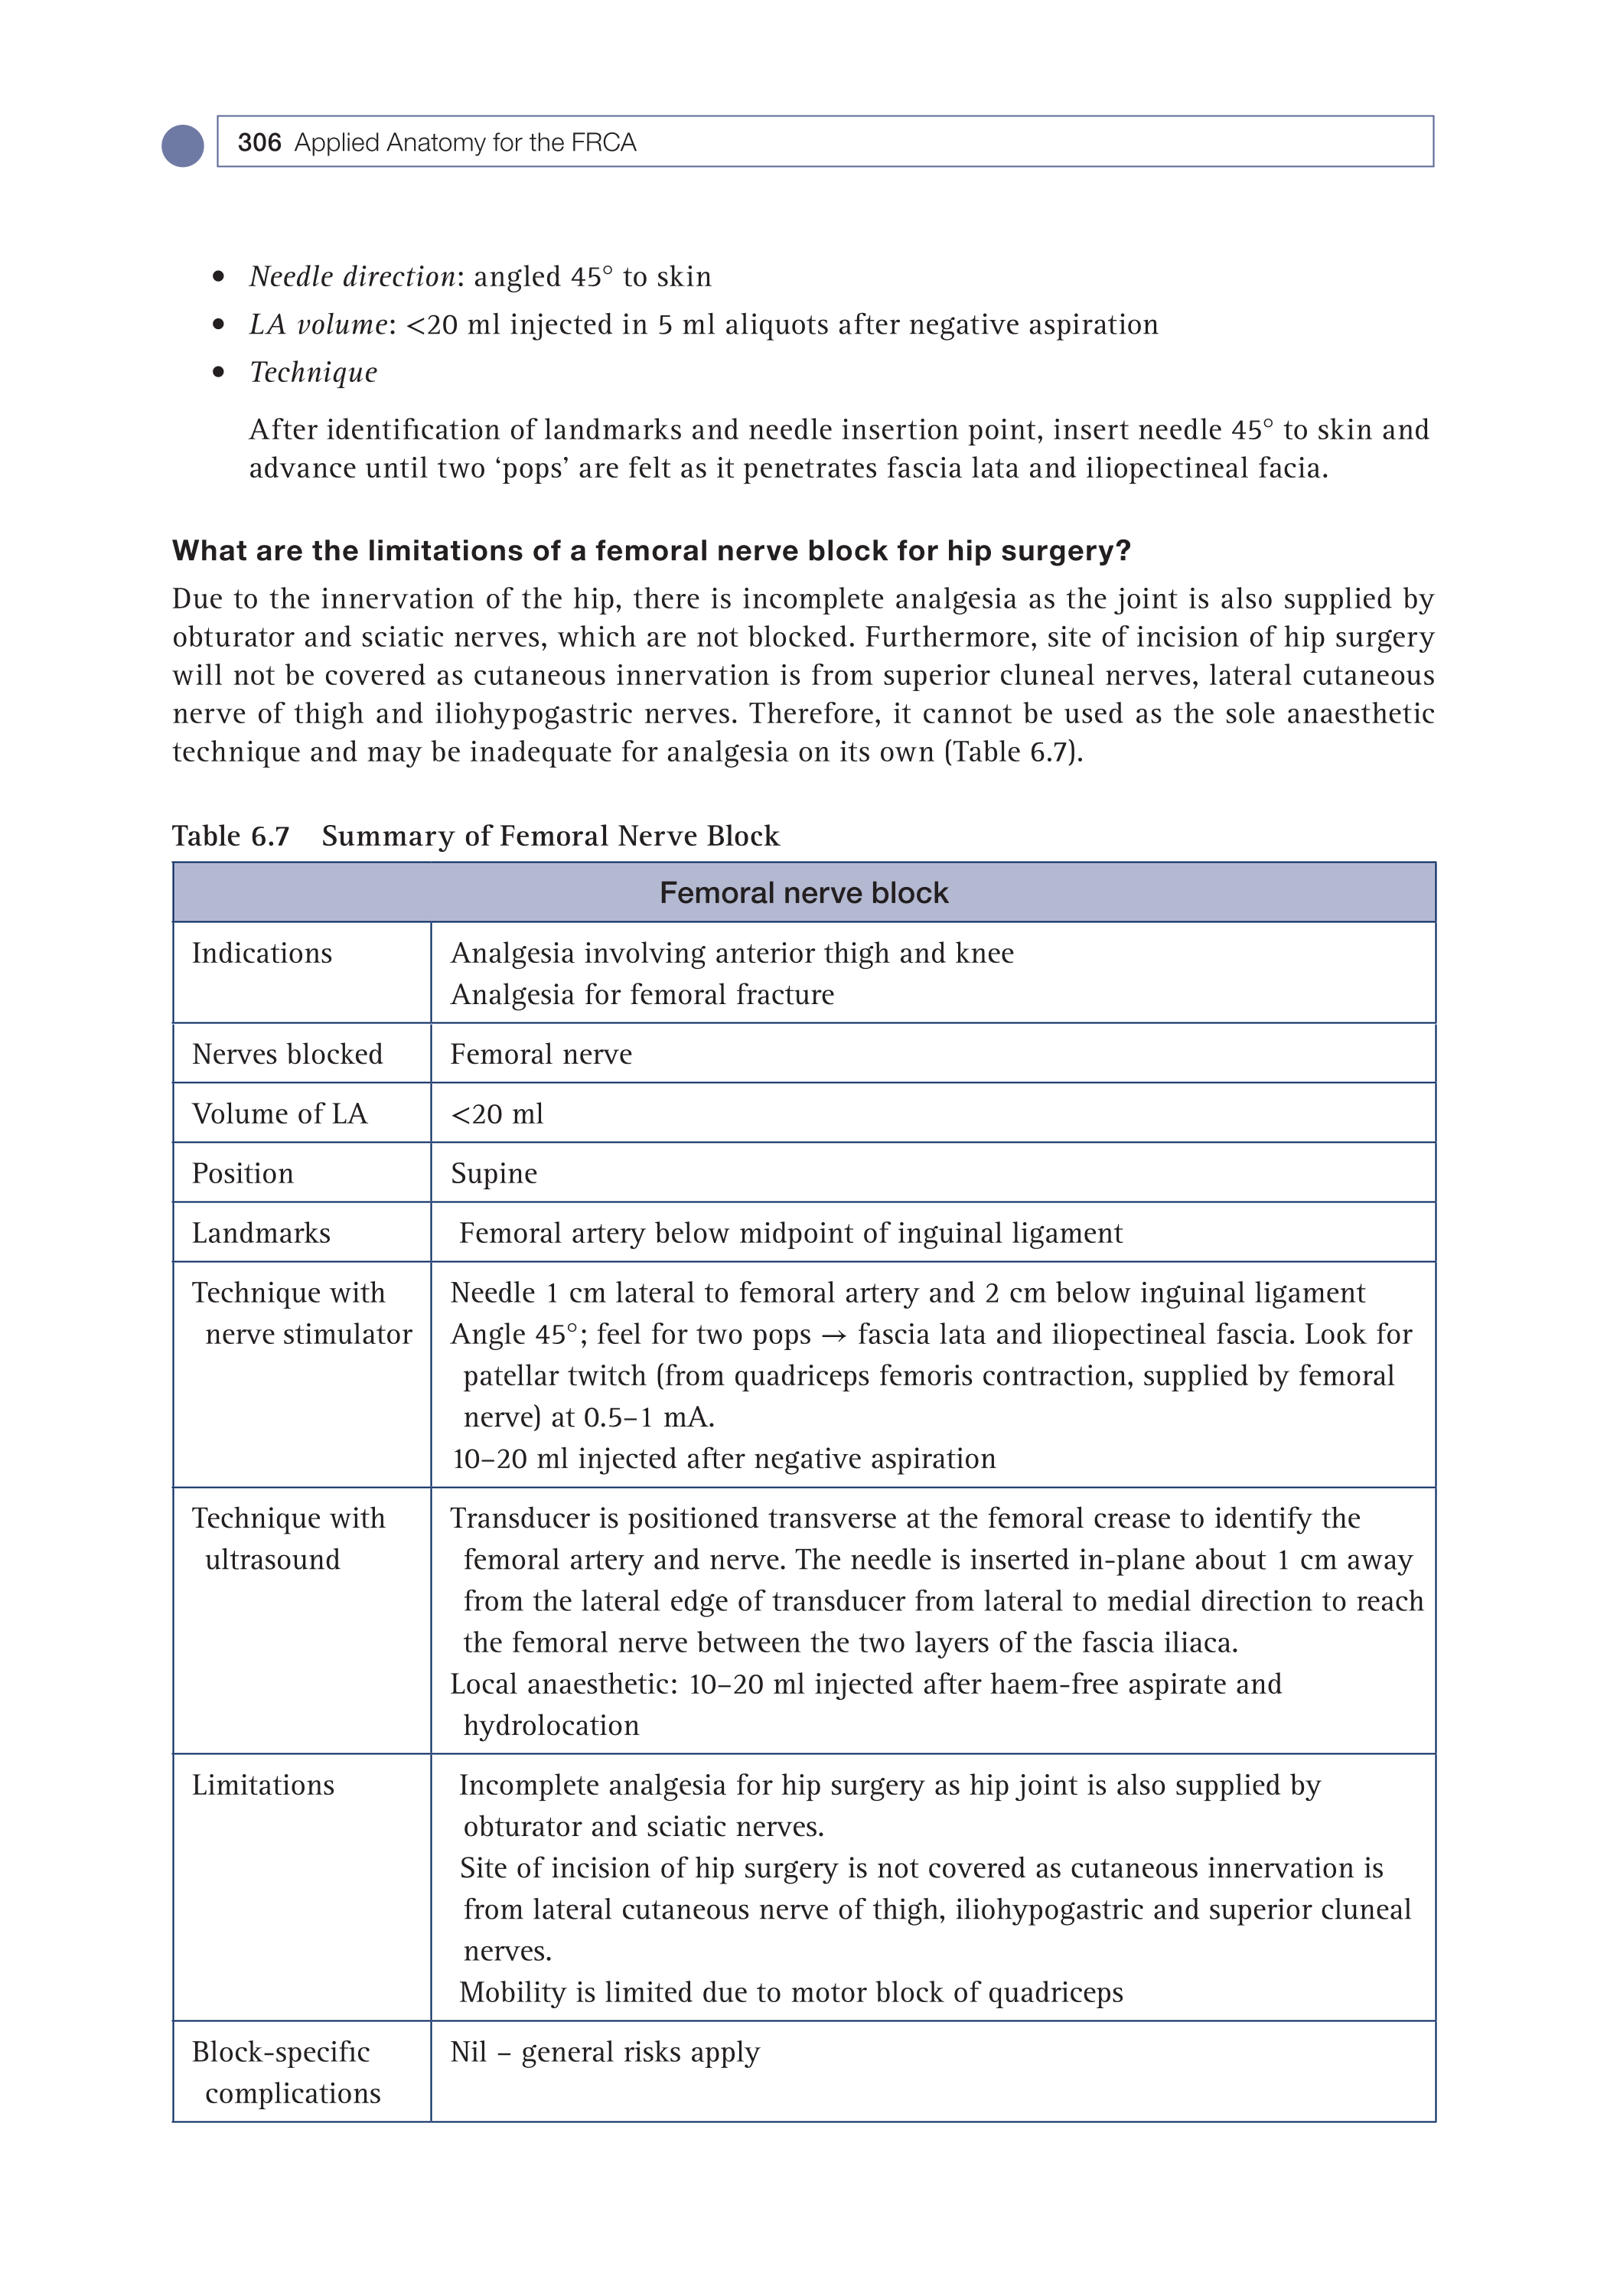 306 Applied Anatomy for the FRCA
• Needle direction: angled 45° to skin
• LA volume: <20 ml injected in 5 ml aliquots after negative aspiration
• Technique
After identification of landmarks and needle insertion point, insert needle 45° to skin and
advance until two ‘pops’ are felt as it penetrates fascia lata and iliopectineal facia.
What are the limitations of a femoral nerve block for hip surgery?
Due to the innervation of the hip, there is incomplete analgesia as the joint is also supplied by
obturator and sciatic nerves, which are not blocked. Furthermore, site of incision of hip surgery
will not be covered as cutaneous innervation is from superior cluneal nerves, lateral cutaneous
nerve of thigh and iliohypogastric nerves. Therefore, it cannot be used as the sole anaesthetic
technique and may be inadequate for analgesia on its own (Table 6.7).
Table 6.7 Summary of Femoral Nerve Block
Femoral nerve block
Indications
Analgesia involving anterior thigh and knee
Analgesia for femoral fracture
Nerves blocked
Femoral nerve
Volume of LA
<20 ml
Position
Supine
Landmarks
Femoral artery below midpoint of inguinal ligament
Technique with
nerve stimulator
Needle 1 cm lateral to femoral artery and 2 cm below inguinal ligament
Angle 45°; feel for two pops → fascia lata and iliopectineal fascia. Look for
patellar twitch (from quadriceps femoris contraction, supplied by femoral
nerve) at 0.5–1 mA.
10–20 ml injected after negative aspiration
Technique with
ultrasound
Transducer is positioned transverse at the femoral crease to identify the
femoral artery and nerve. The needle is inserted in-plane about 1 cm away
from the lateral edge of transducer from lateral to medial direction to reach
the femoral nerve between the two layers of the fascia iliaca.
Local anaesthetic: 10–20 ml injected after haem-free aspirate and
hydrolocation
Limitations
Incomplete analgesia for hip surgery as hip joint is also supplied by
obturator and sciatic nerves.
Site of incision of hip surgery is not covered as cutaneous innervation is
from lateral cutaneous nerve of thigh, iliohypogastric and superior cluneal
nerves.
Mobility is limited due to motor block of quadriceps
Block-specific
complications
Nil – general risks apply